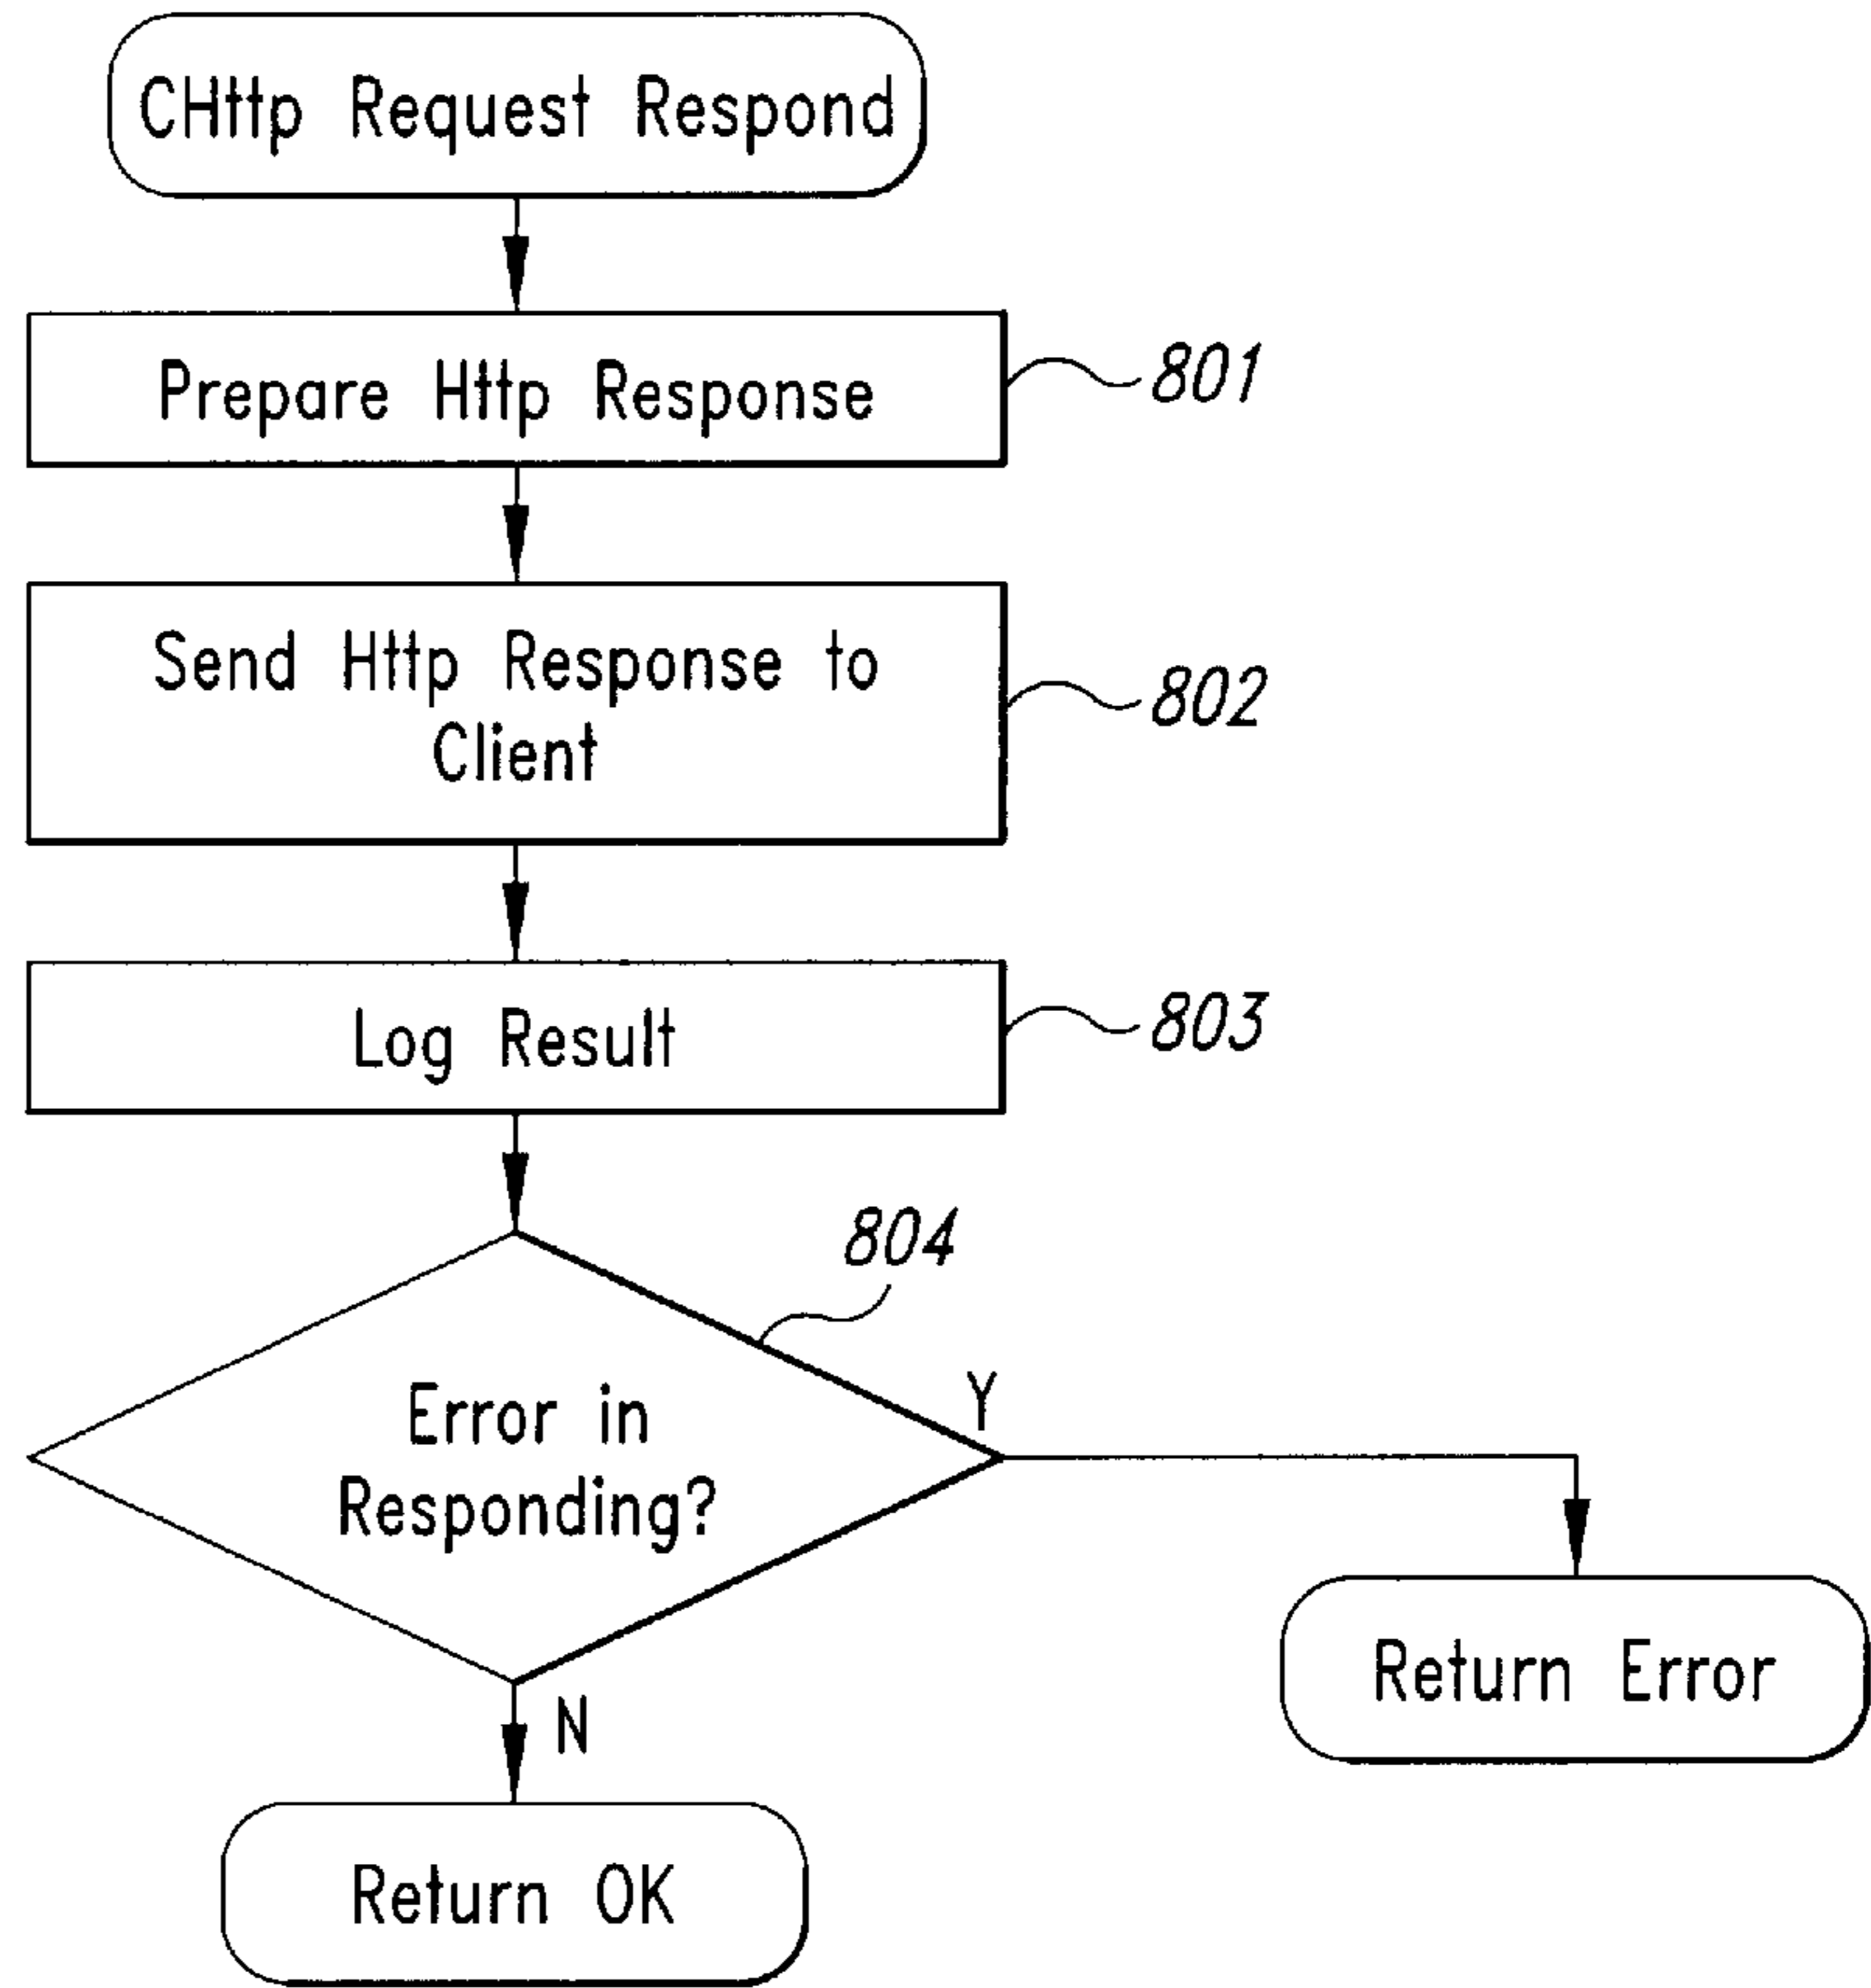 CHttp Request Respond
Prepare Http Response
801
Send Http Response to
Client
802
Log Result
803
804
Error in
Responding?
Y
N
Return Error
Return OK